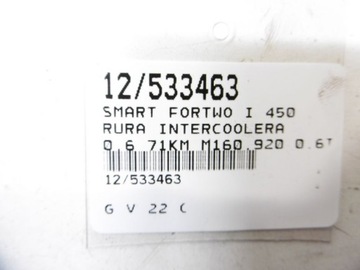 12/533463
SMART FORTWO I 450
RURA INTERCOOLERA
0.6 71KM M160.920 0.6T
12/533463
G V 22 C